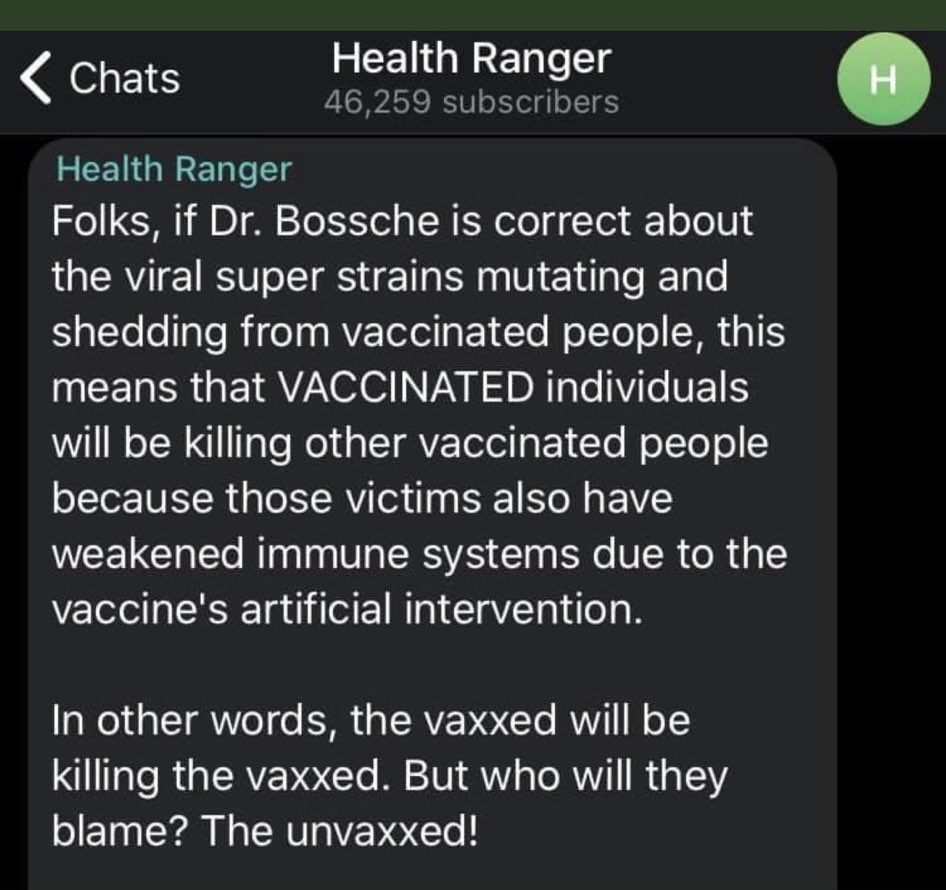 Chats
Health Ranger
46,259 subscribers
H
Health Ranger
Folks, if Dr. Bossche is correct about
the viral super strains mutating and
shedding from vaccinated people, this
means that VACCINATED individuals
will be killing other vaccinated people
because those victims also have
weakened immune systems due to the
vaccine's artificial intervention.
In other words, the vaxxed will be
killing the vaxxed. But who will they
blame? The unvaxxed!